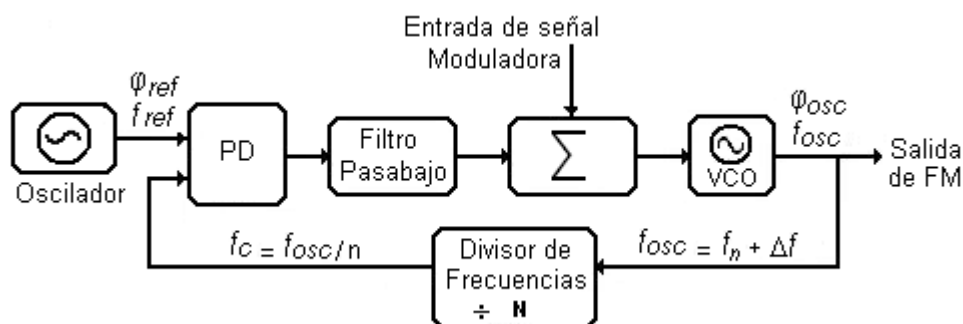 Entrada de señal
Moduladora
φref
fref
Oscilador
PD
Filtro
Pasabajo
∑
VCO
φosc
fosc
Salida
de FM
fc = fosc/n
Divisor de
Frecuencias
÷ N
fosc = fn + Δf